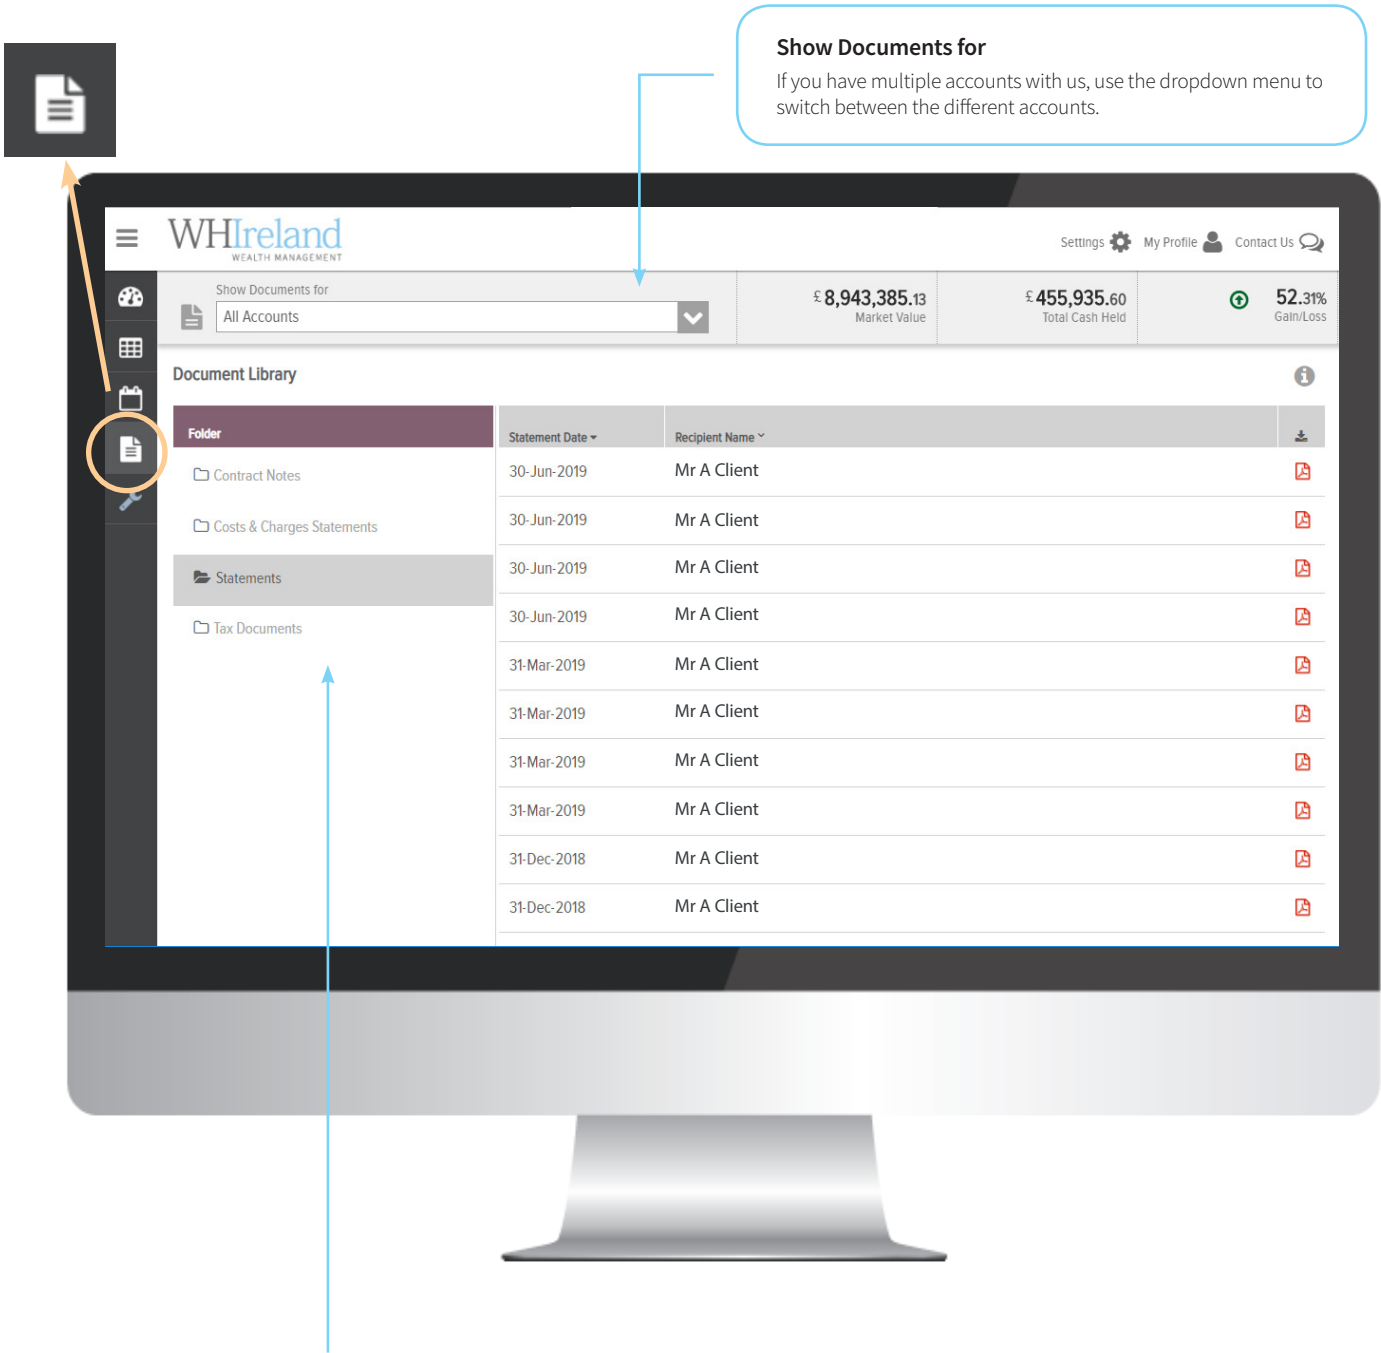 Show Documents for
If you have multiple accounts with us, use the dropdown menu to
switch between the different accounts.
WHIreland
WEALTH MANAGEMENT
Settings My Profile Contact Us
Show Documents for
All Accounts
£ 8,943,385.13
Market Value
£ 455,935.60
Total Cash Held
52.31%
Gain/Loss
Document Library
Folder
Contract Notes
Costs & Charges Statements
Statements
Tax Documents
Statement Date Recipient Name
30-Jun-2019 Mr A Client
30-Jun-2019 Mr A Client
30-Jun-2019 Mr A Client
30-Jun-2019 Mr A Client
31-Mar-2019 Mr A Client
31-Mar-2019 Mr A Client
31-Mar-2019 Mr A Client
31-Mar-2019 Mr A Client
31-Dec-2018 Mr A Client
31-Dec-2018 Mr A Client